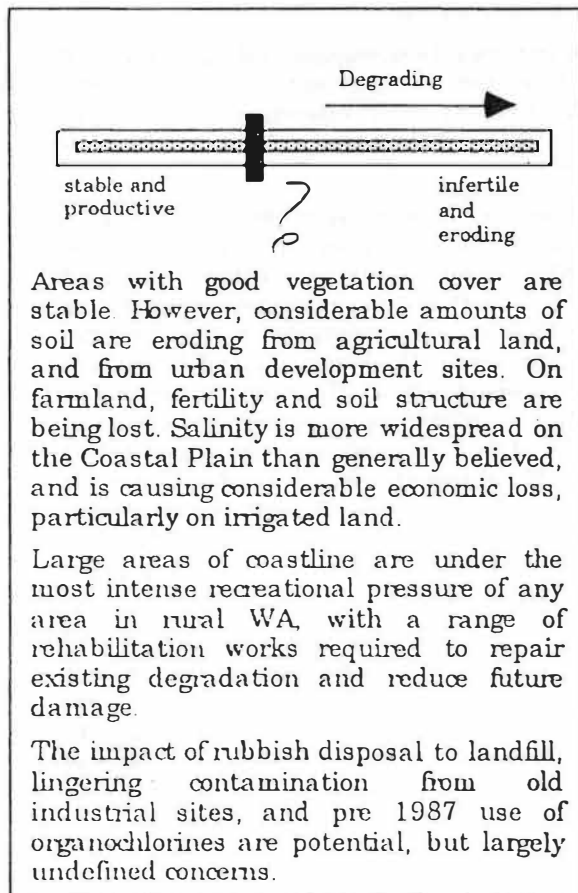 Degrading
stable and
productive
infertile
and
eroding
?
Areas with good vegetation cover are
stable. However, considerable amounts of
soil are eroding from agricultural land,
and from urban development sites. On
farmland, fertility and soil structure are
being lost. Salinity is more widespread on
the Coastal Plain than generally believed,
and is causing considerable economic loss,
particularly on irrigated land.
Large areas of coastline are under the
most intense recreational pressure of any
area in rural WA, with a range of
rehabilitation works required to repair
existing degradation and reduce future
damage.
The impact of rubbish disposal to landfill,
lingering contamination from old
industrial sites, and pre 1987 use of
organochlorines are potential, but largely
undefined concerns.